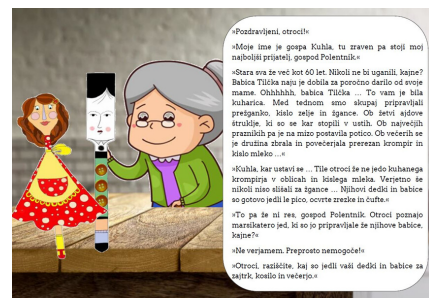 »Pozdravljeni, otroci!«
»Moje ime je gospa Kuhla, tu zraven pa stoji moj
najboljši prijatelj, gospod Polentnik.«
»Stara sva že več kot 60 let. Nikoli ne bi uganili, kajne?
Babica Tilčka naju je dobila za poročno darilo od svoje
mame. Ohhhhhh, babica Tilčka ... To vam je bila
kuharica. Med tednom smo skupaj pripravljali
prežganko, kislo zelje in žgance. Ob žetvi ajdove
štruklje, ki so se kar stopili v ustih. Ob največjih
praznikih pa je na mizo postavila potico. Ob večerih se
je družina zbrala in povečerjala prerezan krompir in
kislo mleko ...«
»Kuhla, kar ustavi se ... Tile otroci že ne jedo kuhanega
krompirja v oblicah in kislega mleka. Verjetno še
nikoli niso slišali za žgance ... Njihovi dedki in babice
so gotovo jedli le pico, ocvrte zrezke in čufte.«
»To pa že ni res, gospod Polentnik. Otroci poznajo
marsikatero jed, ki so jo pripravljale že njihove babice,
kajne?«
»Ne verjamem. Preprosto nemogoče!«
»Otroci, raziščite, kaj so jedli vaši dedki in babice za
zajtrk, kosilo in večerjo.«